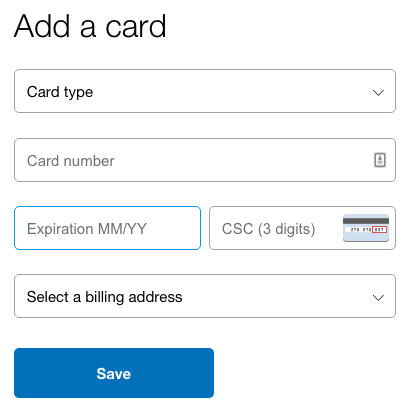 Add a card
Card type
Card number
Expiration MM/YY
CSC (3 digits)
Select a billing address
Save